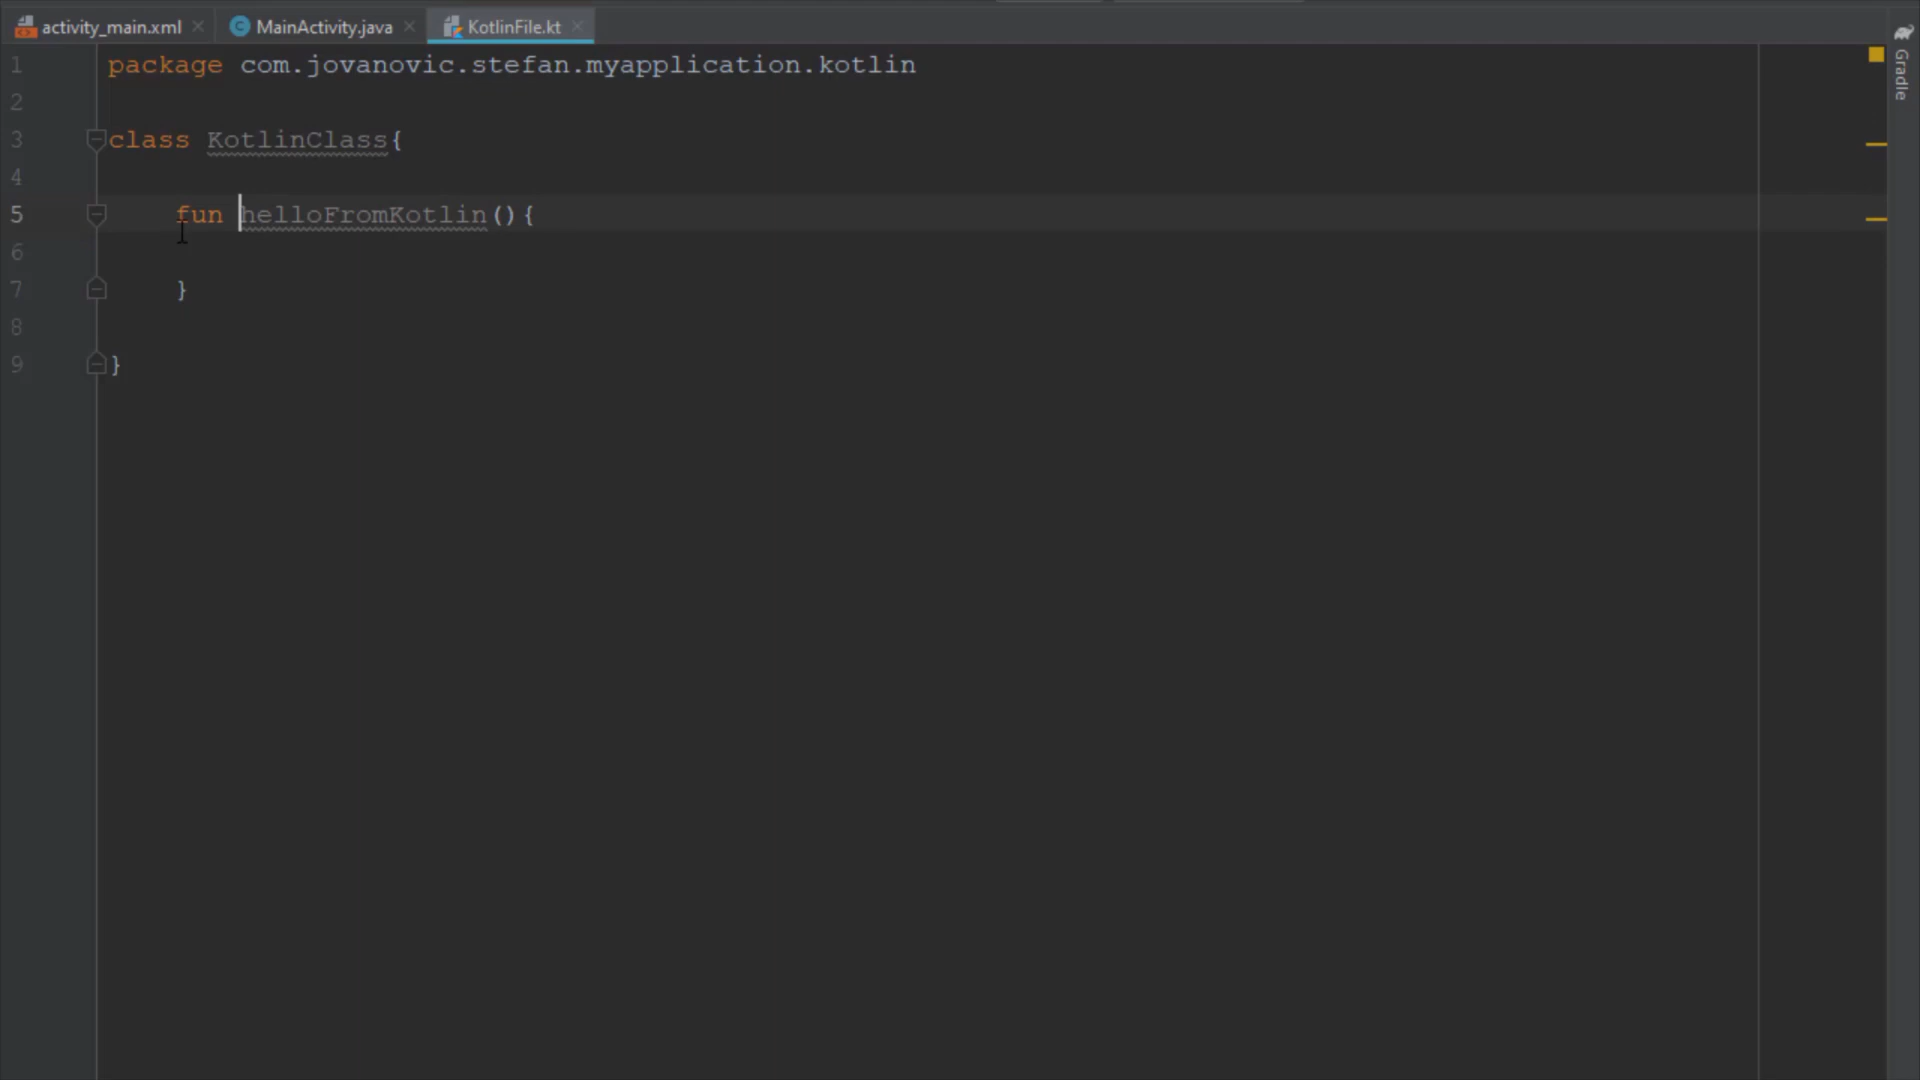 activity_main.xml MainActivity.java KotlinFile.kt
1 package com.jovanovic.stefan.myapplication.kotlin
2
3 class KotlinClass{
4
5 fun helloFromKotlin(){
6
7 }
8
9 }
Gradle